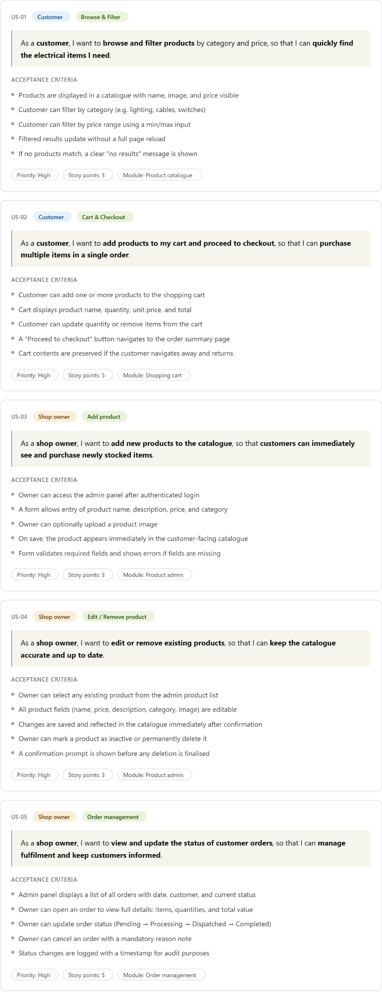 US-01 Customer Browse & Filter
As a customer, I want to browse and filter products by category and price, so that I can quickly find
the electrical items I need.
ACCEPTANCE CRITERIA
Products are displayed in a catalogue with name, image, and price visible
Customer can filter by category (e.g. lighting, cables, switches)
Customer can filter by price range using a min/max input
Filtered results update without a full page reload
If no products match, a clear "no results" message is shown
Priority: High Story points: 3 Module: Product catalogue
US-02 Customer Cart & Checkout
As a customer, I want to add products to my cart and proceed to checkout, so that I can purchase
multiple items in a single order.
ACCEPTANCE CRITERIA
Customer can add one or more products to the shopping cart
Cart displays product name, quantity, unit price, and total
Customer can update quantity or remove items from the cart
A "Proceed to checkout" button navigates to the order summary page
Cart contents are preserved if the customer navigates away and returns
Priority: High Story points: 5 Module: Shopping cart
US-03 Shop owner Add product
As a shop owner, I want to add new products to the catalogue, so that customers can immediately
see and purchase newly stocked items.
ACCEPTANCE CRITERIA
Owner can access the admin panel after authenticated login
A form allows entry of product name, description, price, and category
Owner can optionally upload a product image
On save, the product appears immediately in the customer-facing catalogue
Form validates required fields and shows errors if fields are missing
Priority: High Story points: 3 Module: Product admin
US-04 Shop owner Edit / Remove product
As a shop owner, I want to edit or remove existing products, so that I can keep the catalogue
accurate and up to date.
ACCEPTANCE CRITERIA
Owner can select any existing product from the admin product list
All product fields (name, price, description, category, image) are editable
Changes are saved and reflected in the catalogue immediately after confirmation
Owner can mark a product as inactive or permanently delete it
A confirmation prompt is shown before any deletion is finalised
Priority: High Story points: 3 Module: Product admin
US-05 Shop owner Order management
As a shop owner, I want to view and update the status of customer orders, so that I can manage
fulfilment and keep customers informed.
ACCEPTANCE CRITERIA
Admin panel displays a list of all orders with date, customer, and current status
Owner can open an order to view full details: items, quantities, and total value
Owner can update order status (Pending → Processing → Dispatched → Completed)
Owner can cancel an order with a mandatory reason note
Status changes are logged with a timestamp for audit purposes
Priority: High Story points: 5 Module: Order management